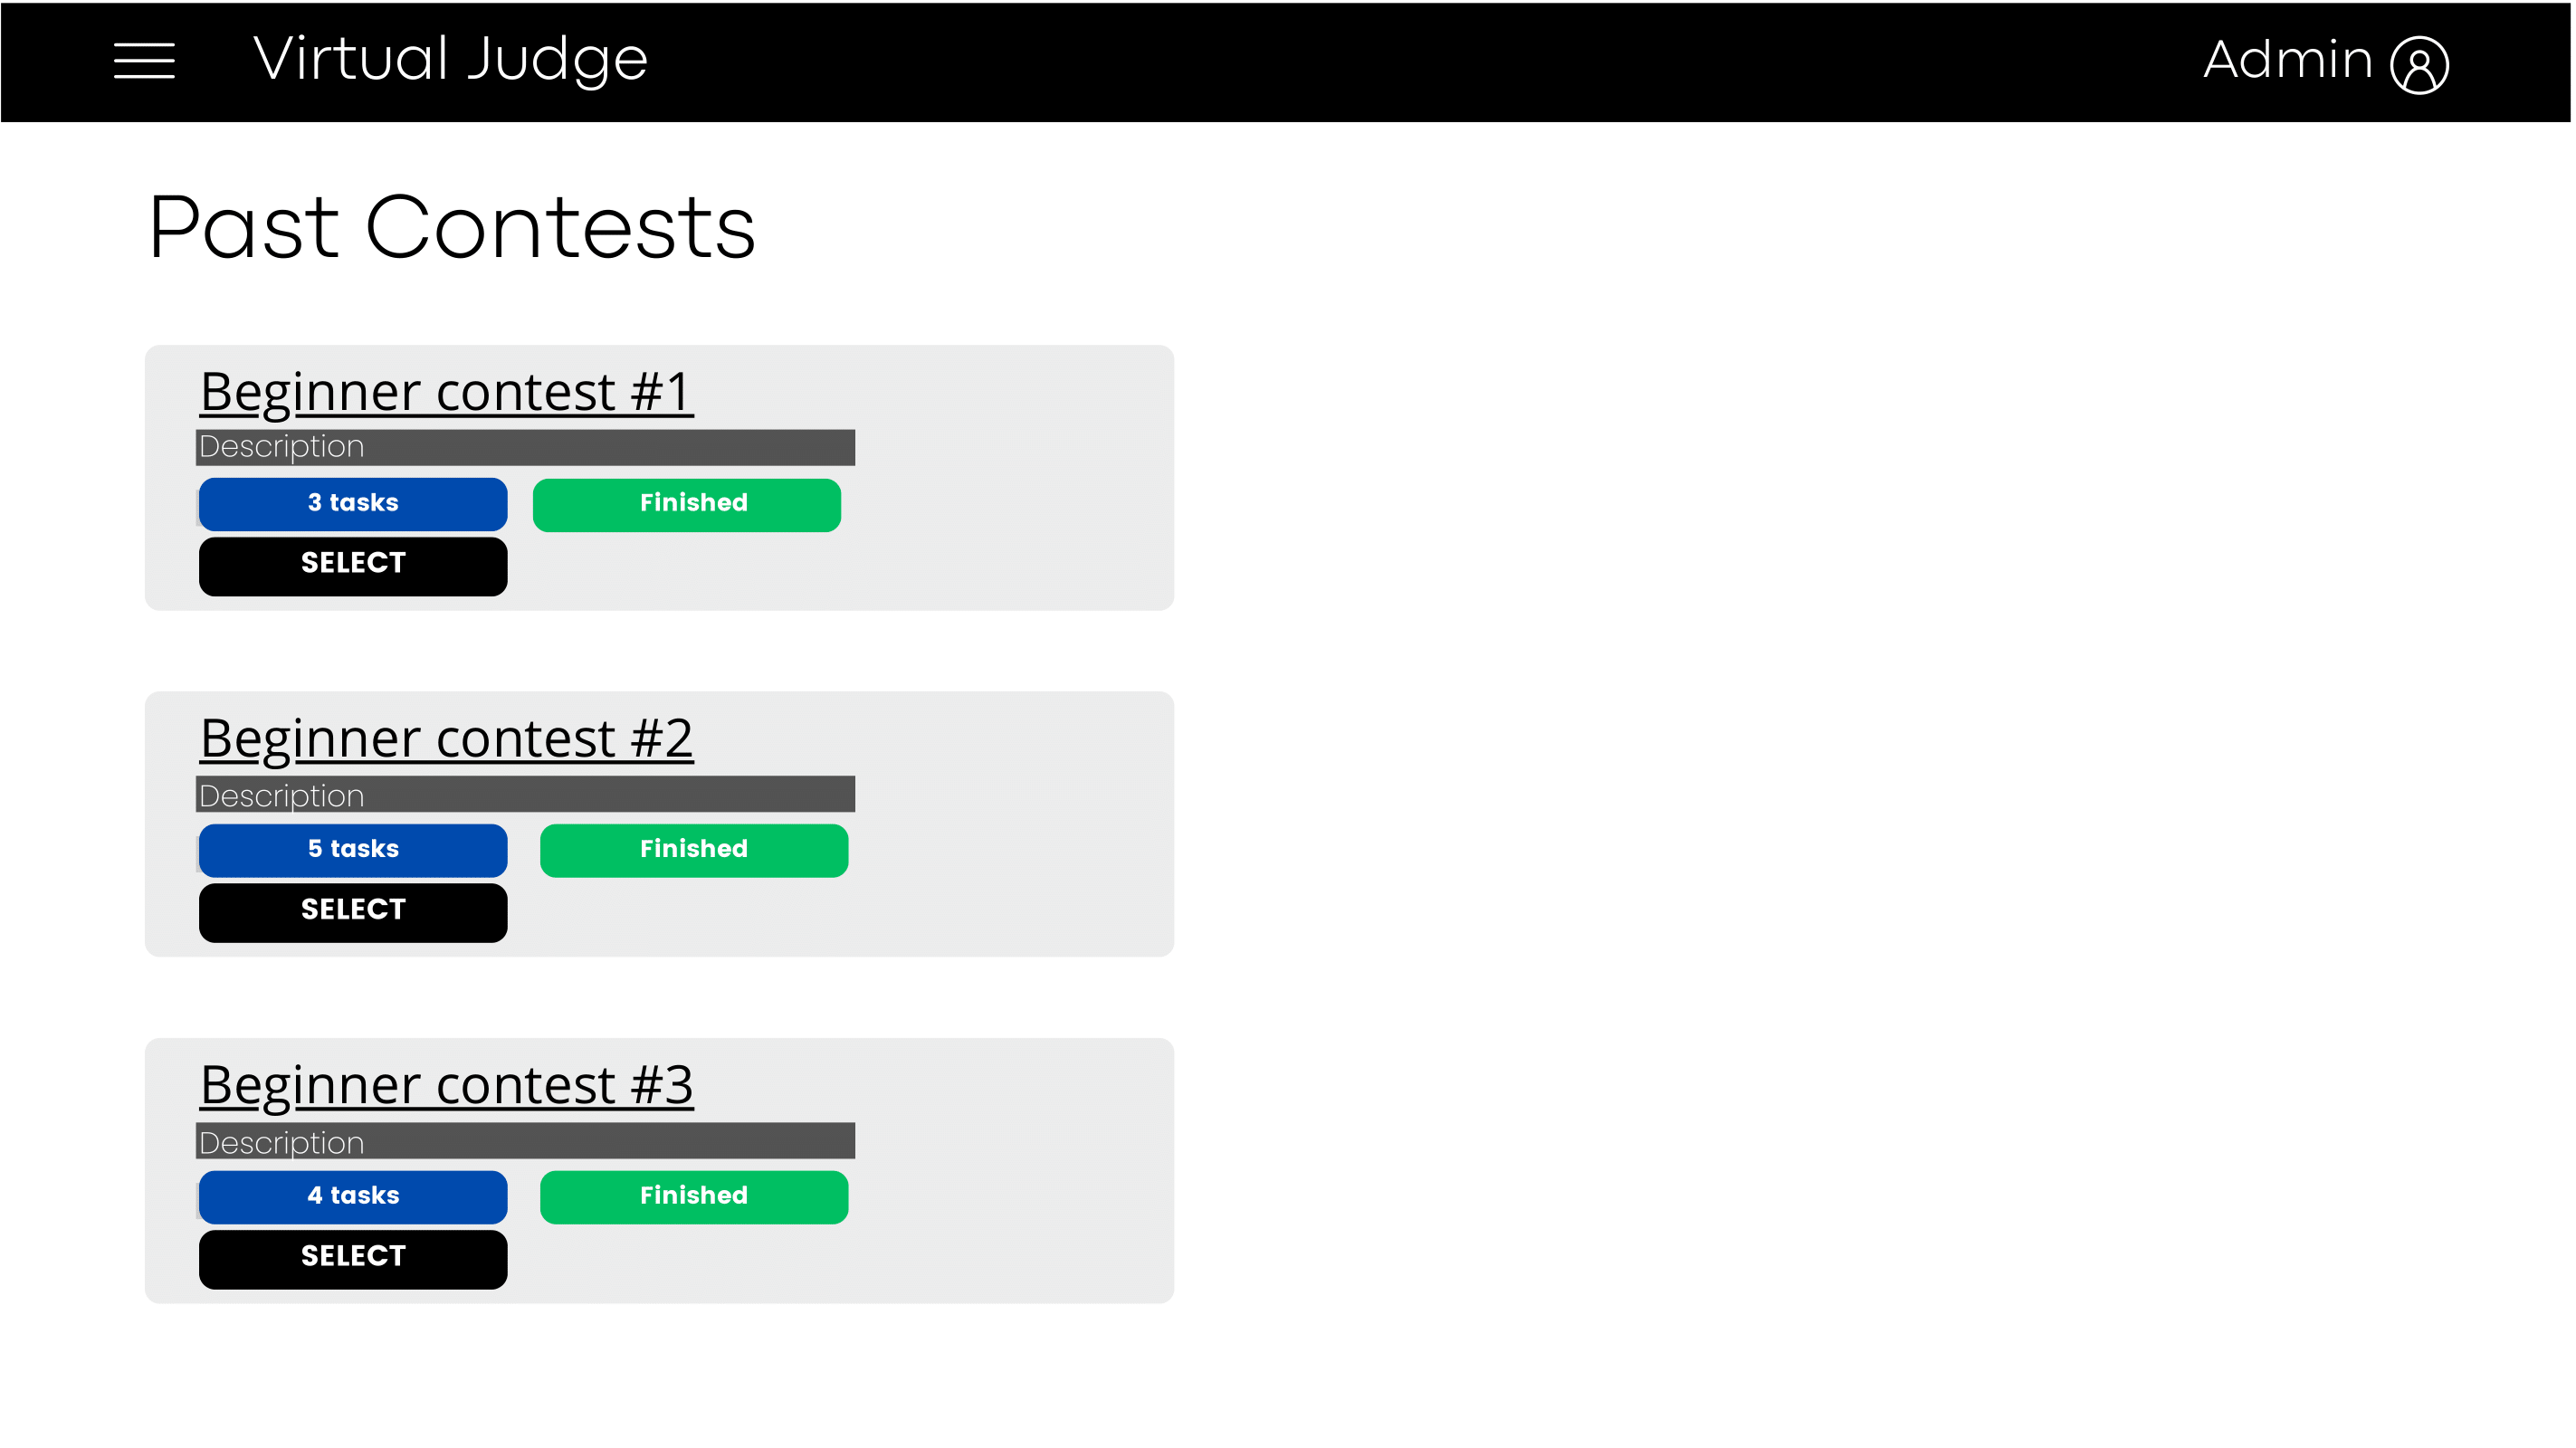 Virtual Judge
Admin
Past Contests
Beginner contest #1
Description
3 tasks
Finished
SELECT
Beginner contest #2
Description
5 tasks
Finished
SELECT
Beginner contest #3
Description
4 tasks
Finished
SELECT